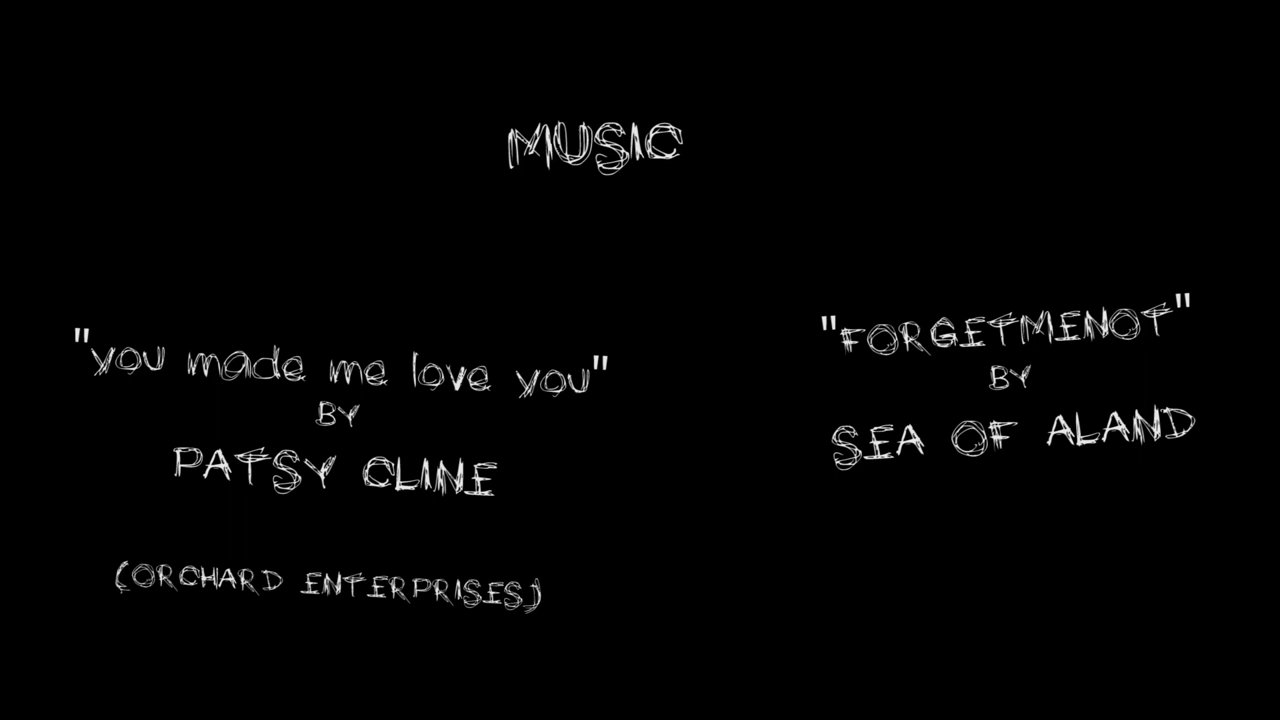 MUSIC
"you made me love you"
BY
PATSY CLINE
(ORCHARD ENTERPRISES)
"FORGETMENOT"
BY
SEA OF ALAND